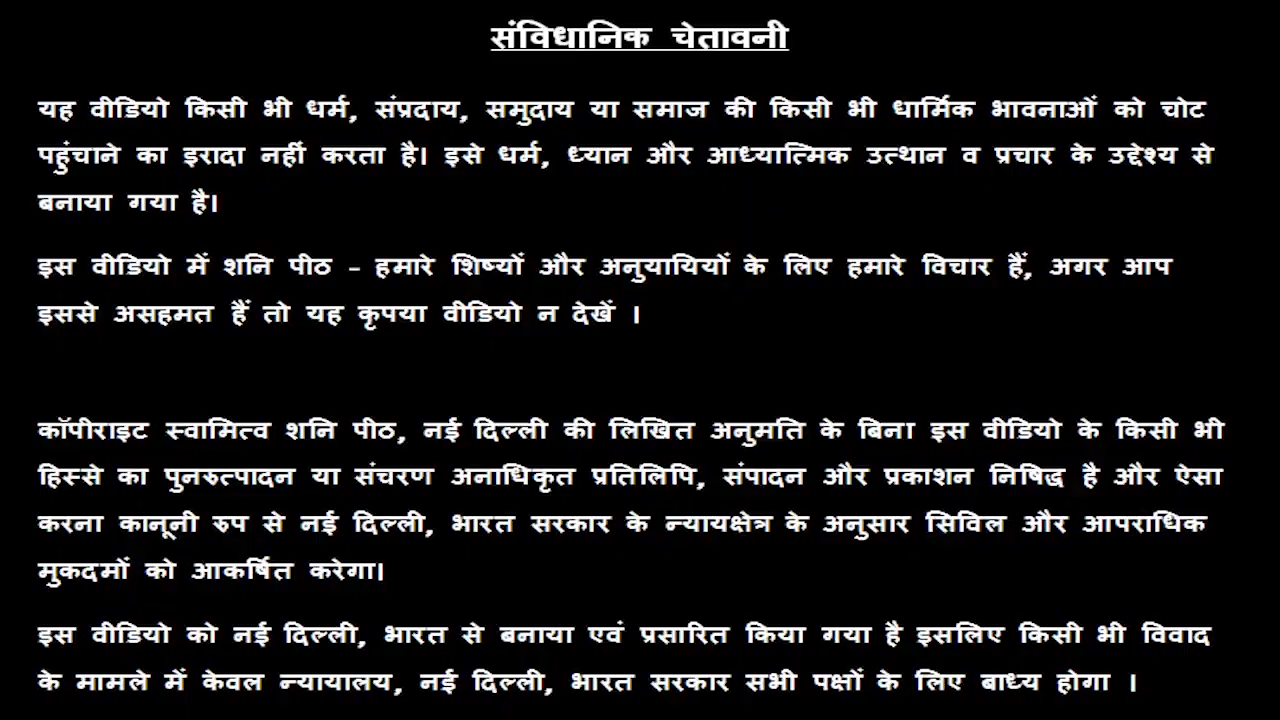 संविधानिक चेतावनी
यह वीडियो किसी भी धर्म, संप्रदाय, समुदाय या समाज की किसी भी धार्मिक भावनाओं को चोट
पहुंचाने का इरादा नहीं करता है। इसे धर्म, ध्यान और आध्यात्मिक उत्थान व प्रचार के उद्देश्य से
बनाया गया है।
इस वीडियो में शनि पीठ - हमारे शिष्यों और अनुयायियों के लिए हमारे विचार हैं, अगर आप
इससे असहमत हैं तो यह कृपया वीडियो न देखें ।
कॉपीराइट स्वामित्व शनि पीठ, नई दिल्ली की लिखित अनुमति के बिना इस वीडियो के किसी भी
हिस्से का पुनरुत्पादन या संचरण अनाधिकृत प्रतिलिपि, संपादन और प्रकाशन निषिद्ध है और ऐसा
करना कानूनी रुप से नई दिल्ली, भारत सरकार के न्यायक्षेत्र के अनुसार सिविल और आपराधिक
मुकदमों को आकर्षित करेगा।
इस वीडियो को नई दिल्ली, भारत से बनाया एवं प्रसारित किया गया है इसलिए किसी भी विवाद
के मामले में केवल न्यायालय, नई दिल्ली, भारत सरकार सभी पक्षों के लिए बाध्य होगा ।